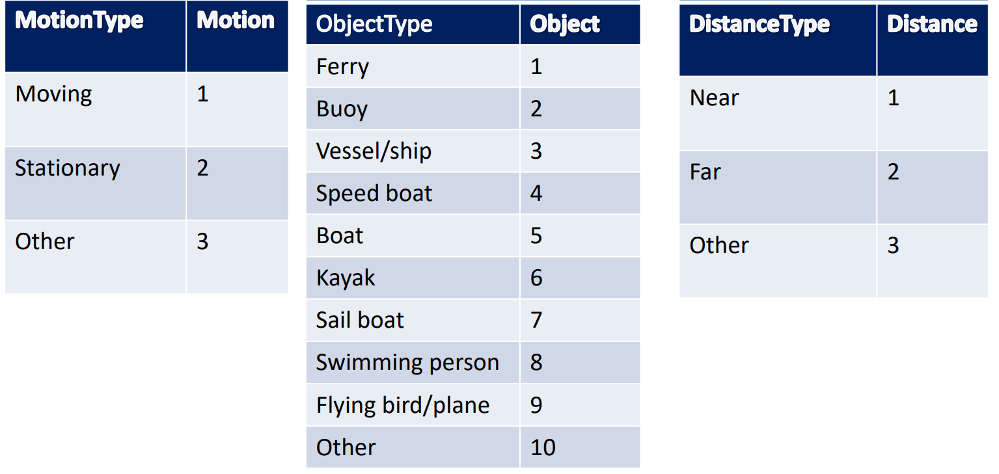 MotionType Motion
Moving 1
Stationary 2
Other 3
ObjectType Object
Ferry 1
Buoy 2
Vessel/ship 3
Speed boat 4
Boat 5
Kayak 6
Sail boat 7
Swimming person 8
Flying bird/plane 9
Other 10
DistanceType Distance
Near 1
Far 2
Other 3